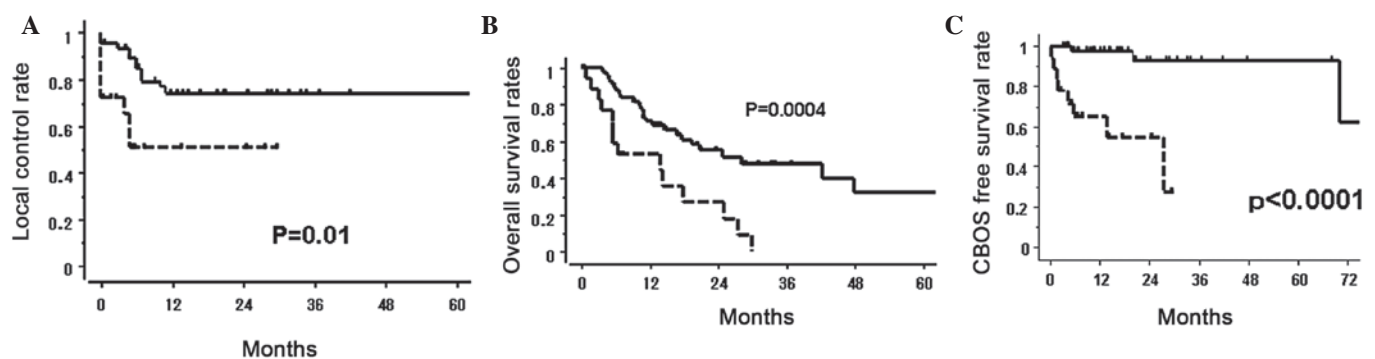 A
Local control rate
1
0.8
0.6
0.4
0.2
0
P=0.01
0 12 24 36 48 60
Months
B
Overall survival rates
1
0.8
0.6
0.4
0.2
0
P=0.0004
0 12 24 36 48 60
Months
C
CBOS free survival rate
1
0.8
0.6
0.4
0.2
0
p<0.0001
0 12 24 36 48 60 72
Months